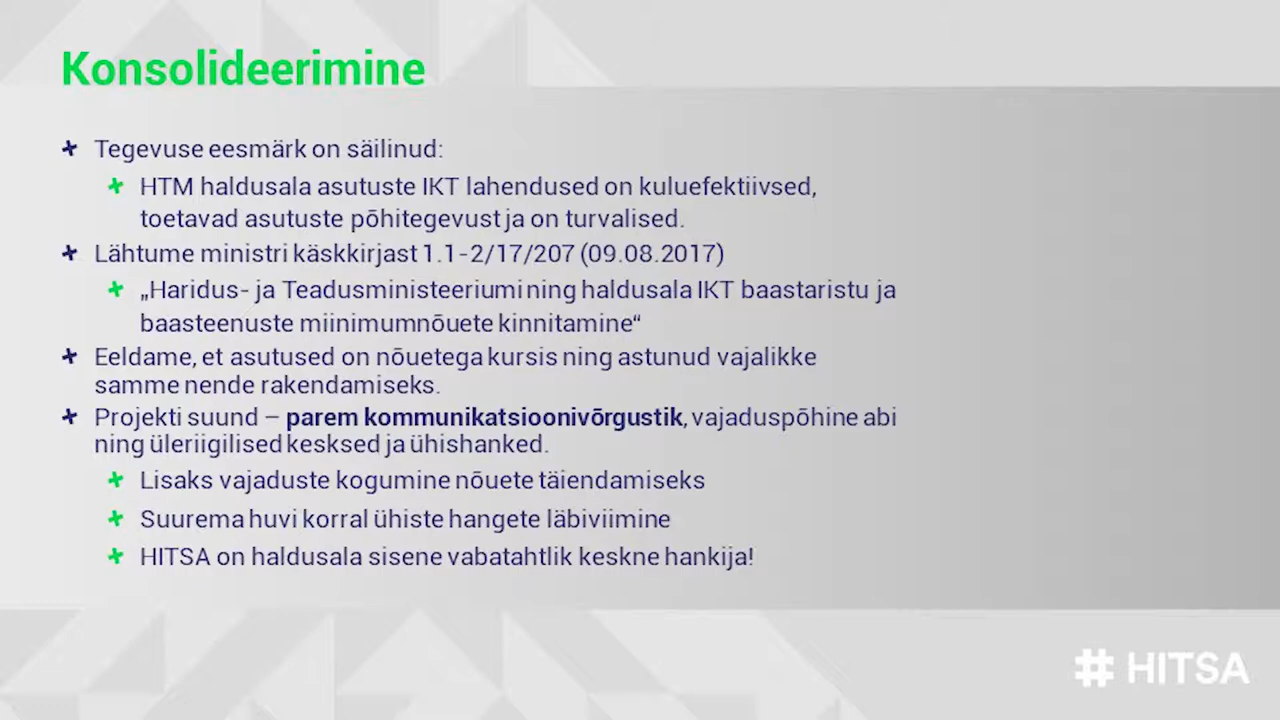 Konsolideerimine
Tegevuse eesmärk on säilinud:
HTM haldusala asutuste IKT lahendused on kuluefektiivsed,
toetavad asutuste põhitegevust ja on turvalised.
Lähtume ministri käskkirjast 1.1-2/17/207 (09.08.2017)
„Haridus- ja Teadusministeeriumi ning haldusala IKT baastaristu ja
baasteenuste miinimumnõuete kinnitamine“
Eeldame, et asutused on nõuetega kursis ning astunud vajalikke
samme nende rakendamiseks.
Projekti suund – parem kommunikatsioonivõrgustik, vajaduspõhine abi
ning üleriigilised kesksed ja ühishanked.
Lisaks vajaduste kogumine nõuete täiendamiseks
Suurema huvi korral ühiste hangete läbiviimine
HITSA on haldusala sisene vabatahtlik keskne hankija!
# HITSA